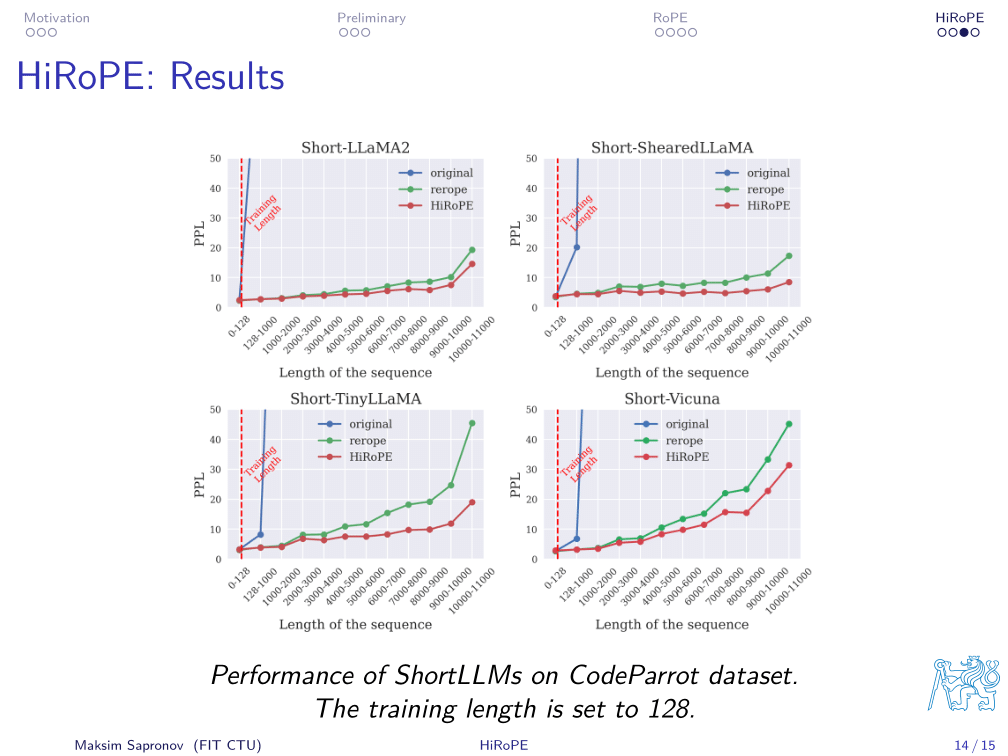 Motivation Preliminary RoPE HiRoPE
HiRoPE: Results
Short-LLaMA2
50
40
30
20
10
0
PPL
Training
Length
original
rerope
HiRoPE
0-128
128-1000
1000-2000
2000-3000
3000-4000
4000-5000
5000-6000
6000-7000
7000-8000
8000-9000
9000-10000
10000-11000
Length of the sequence
Short-ShearedLLaMA
50
40
30
20
10
0
PPL
Training
Length
original
rerope
HiRoPE
0-128
128-1000
1000-2000
2000-3000
3000-4000
4000-5000
5000-6000
6000-7000
7000-8000
8000-9000
9000-10000
10000-11000
Length of the sequence
Short-TinyLLaMA
50
40
30
20
10
0
PPL
Training
Length
original
rerope
HiRoPE
0-128
128-1000
1000-2000
2000-3000
3000-4000
4000-5000
5000-6000
6000-7000
7000-8000
8000-9000
9000-10000
10000-11000
Length of the sequence
Short-Vicuna
50
40
30
20
10
0
PPL
Training
Length
original
rerope
HiRoPE
0-128
128-1000
1000-2000
2000-3000
3000-4000
4000-5000
5000-6000
6000-7000
7000-8000
8000-9000
9000-10000
10000-11000
Length of the sequence
Performance of ShortLLMs on CodeParrot dataset.
The training length is set to 128.
Maksim Sapronov (FIT CTU) HiRoPE 14 / 15